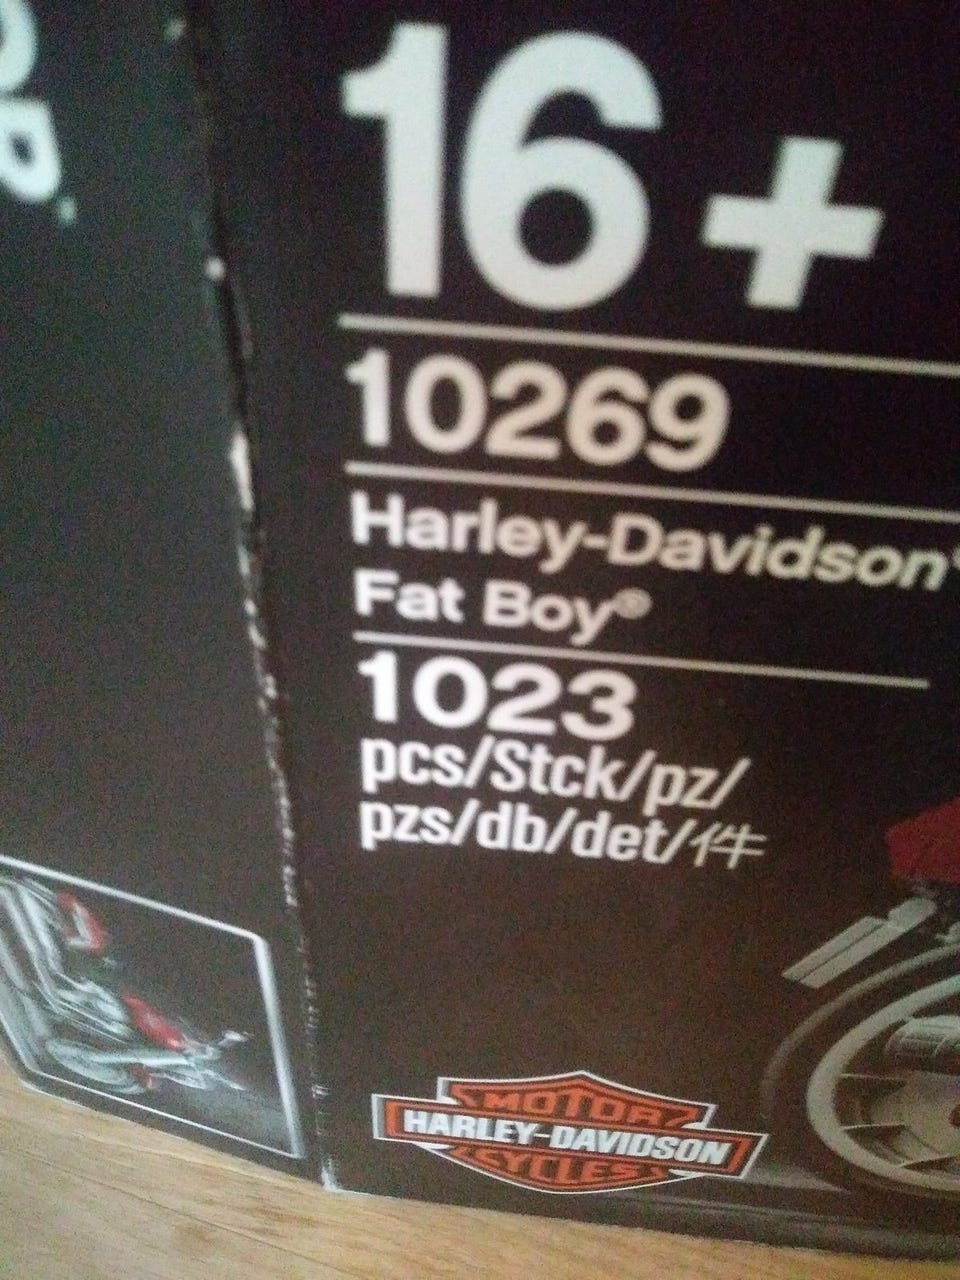 16+
10269
Harley-Davidson
Fat Boy®
1023
pcs/Stck/pz/
pzs/db/det/件
MOTOR
HARLEY-DAVIDSON
CYCLES